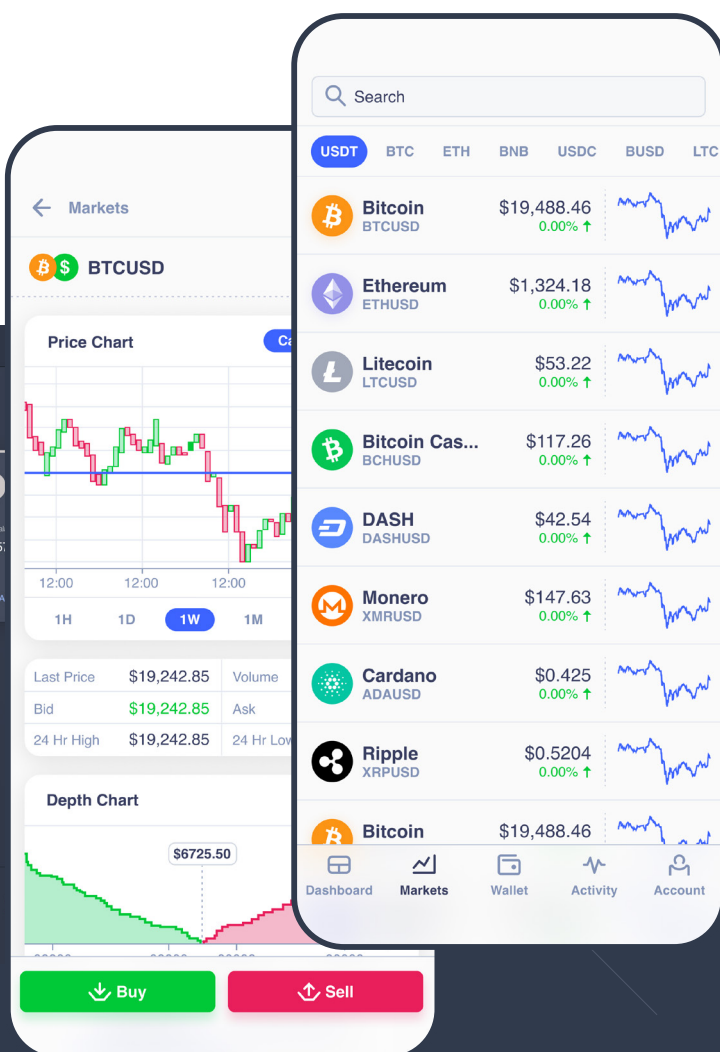 Search
USDT BTC ETH BNB USDC BUSD LTC
Bitcoin $19,488.46
BTCUSD 0.00%
Ethereum $1,324.18
ETHUSD 0.00%
Litecoin $53.22
LTCUSD 0.00%
Bitcoin Cas... $117.26
BCHUSD 0.00%
DASH $42.54
DASHUSD 0.00%
Monero $147.63
XMRUSD 0.00%
Cardano $0.425
ADAUSD 0.00%
Ripple $0.5204
XRPUSD 0.00%
Bitcoin $19,488.46
Dashboard Markets Wallet Activity Account
Markets
BTCUSD
Price Chart
12:00 12:00 12:00
1H 1D 1W 1M
Last Price $19,242.85 Volume
Bid $19,242.85 Ask
24 Hr High $19,242.85 24 Hr Low
Depth Chart
$6725.50
Buy Sell